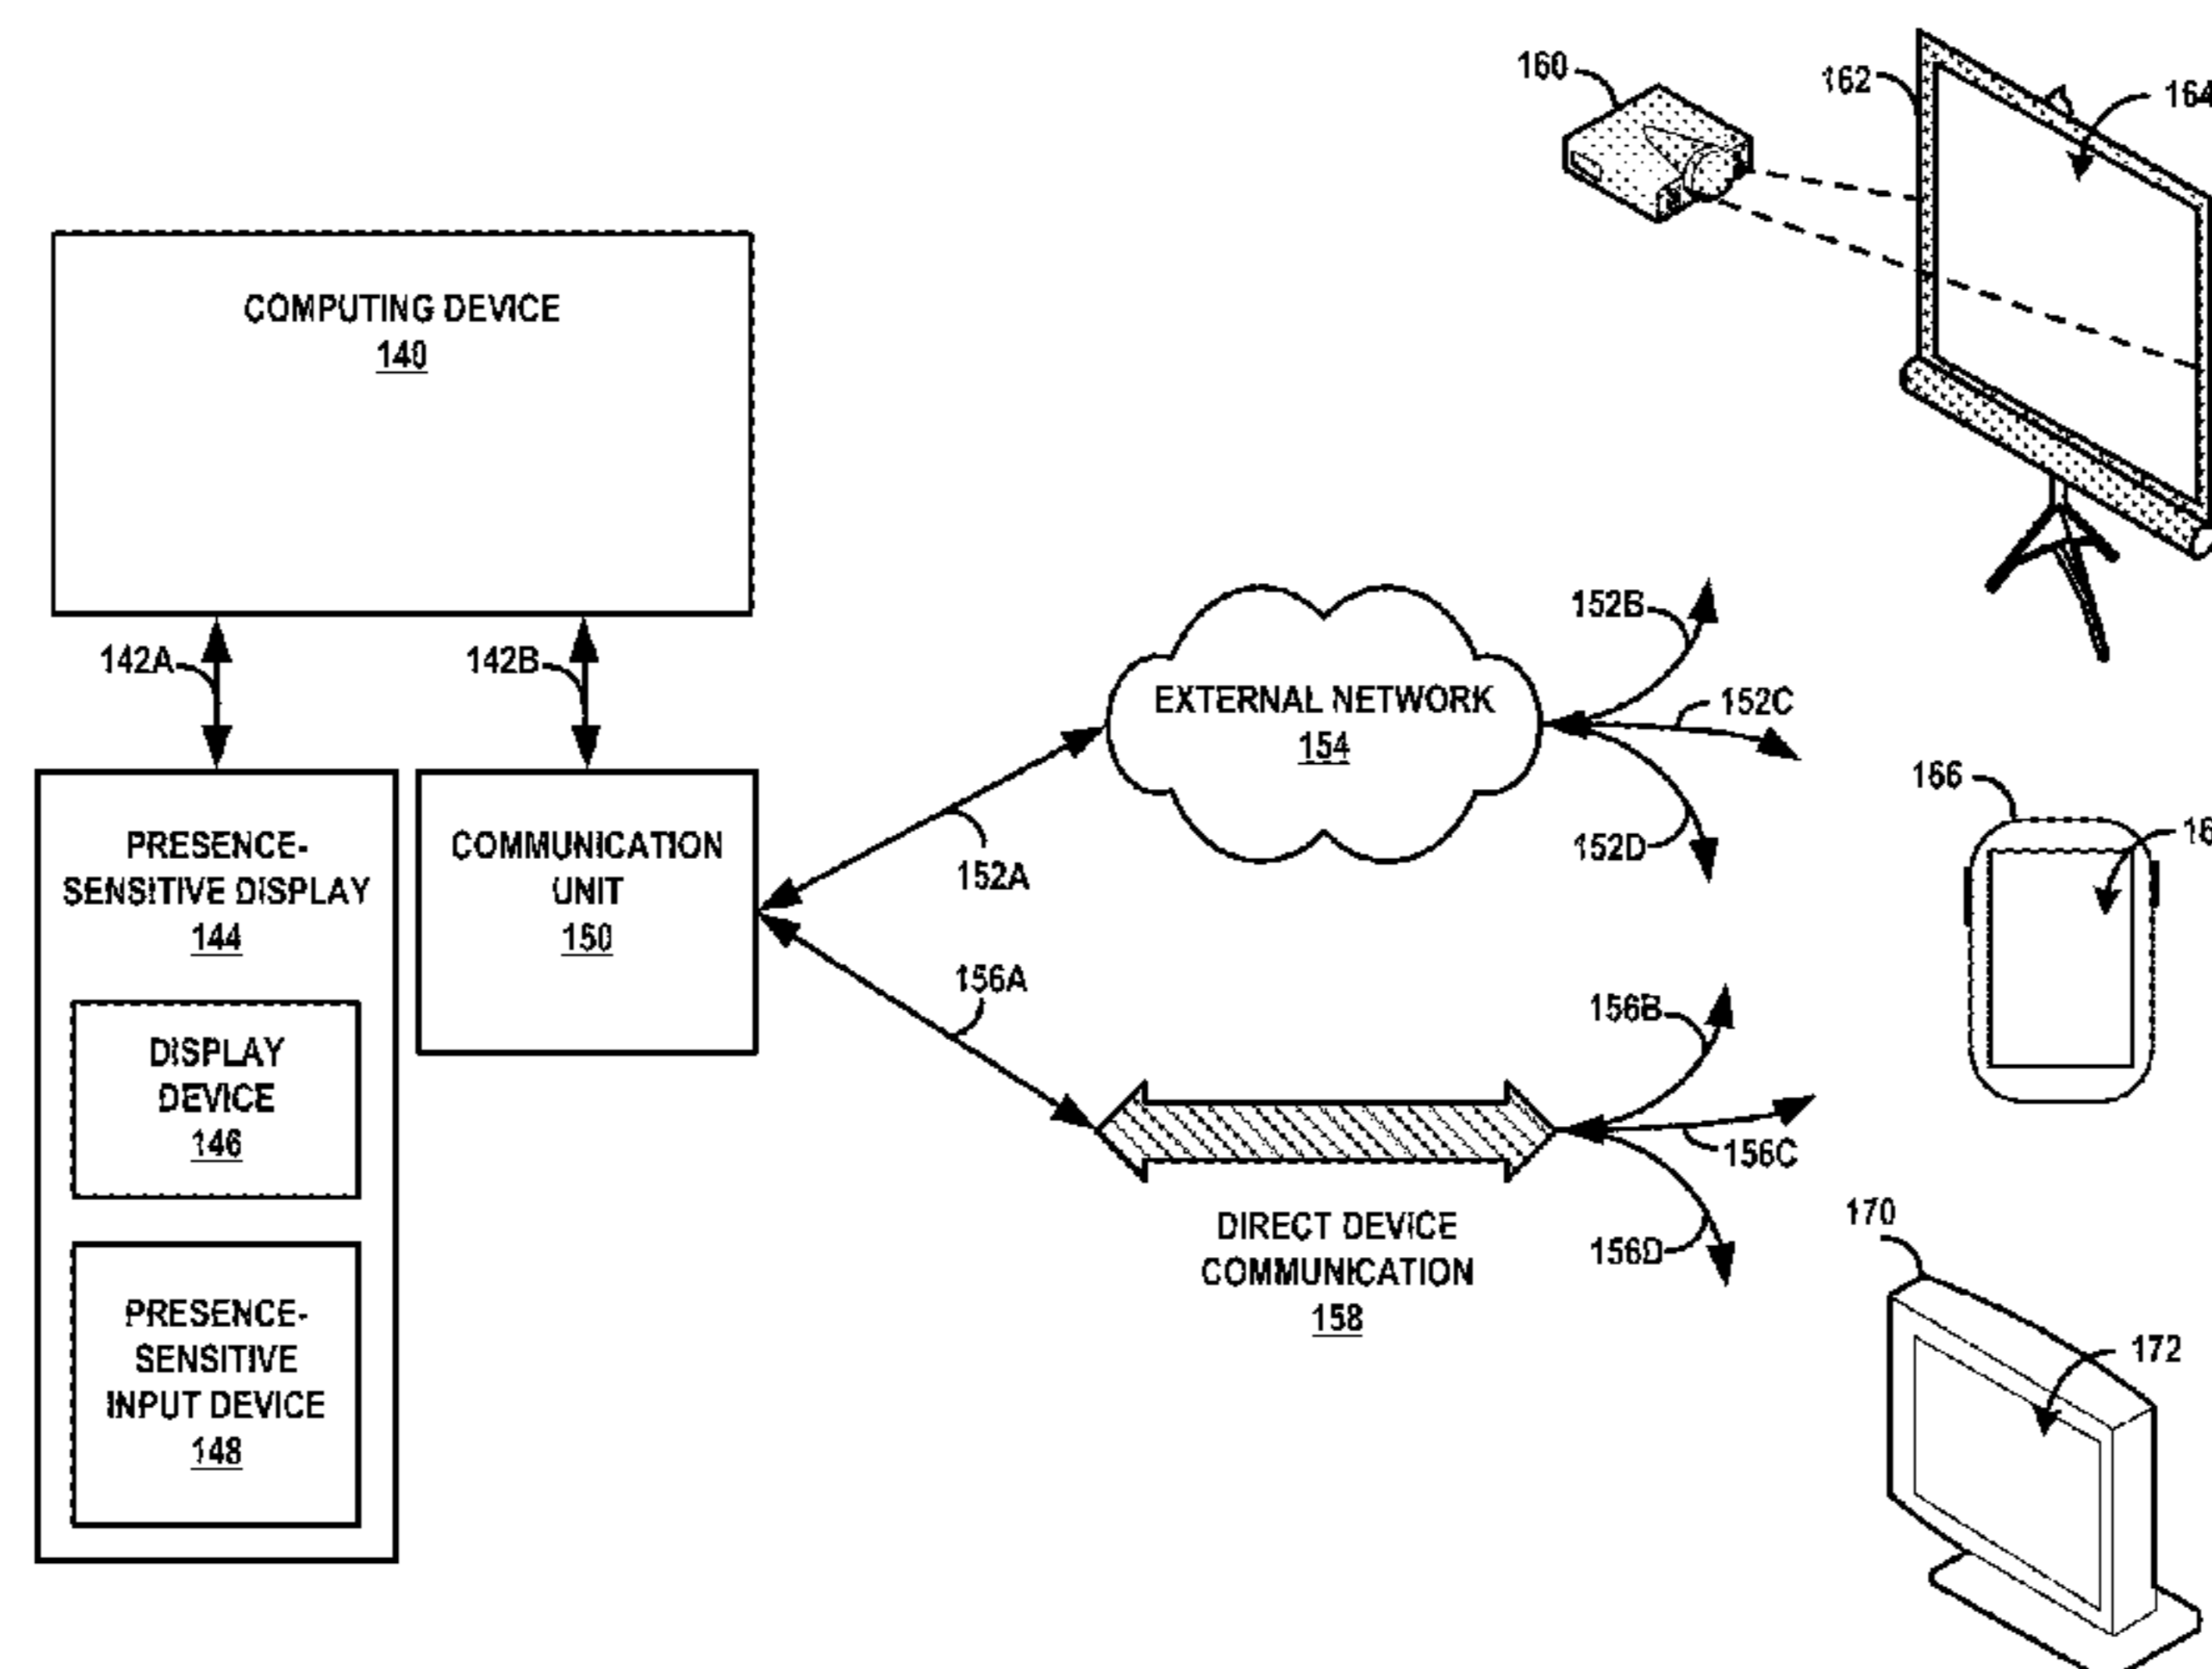 160
162
164
COMPUTING DEVICE
140
142A
142B
152B
EXTERNAL NETWORK
154
152C
166
PRESENCE-
SENSITIVE DISPLAY
144
COMMUNICATION
UNIT
150
152A
152D
156A
156B
DISPLAY
DEVICE
146
156C
DIRECT DEVICE
COMMUNICATION
158
156D
170
PRESENCE-
SENSITIVE
INPUT DEVICE
148
172